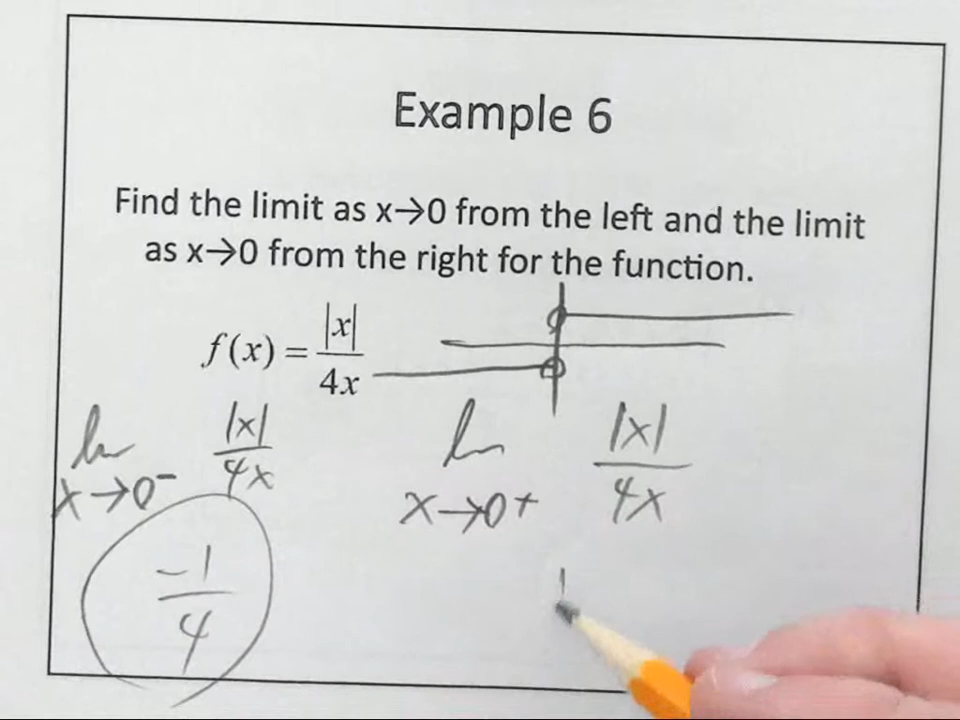 Example 6
Find the limit as x→0 from the left and the limit
as x→0 from the right for the function.
f(x) = |x| / 4x
lim x→0⁻ |x| / 4x
lim x→0+ |x| / 4x
-1 / 4
1